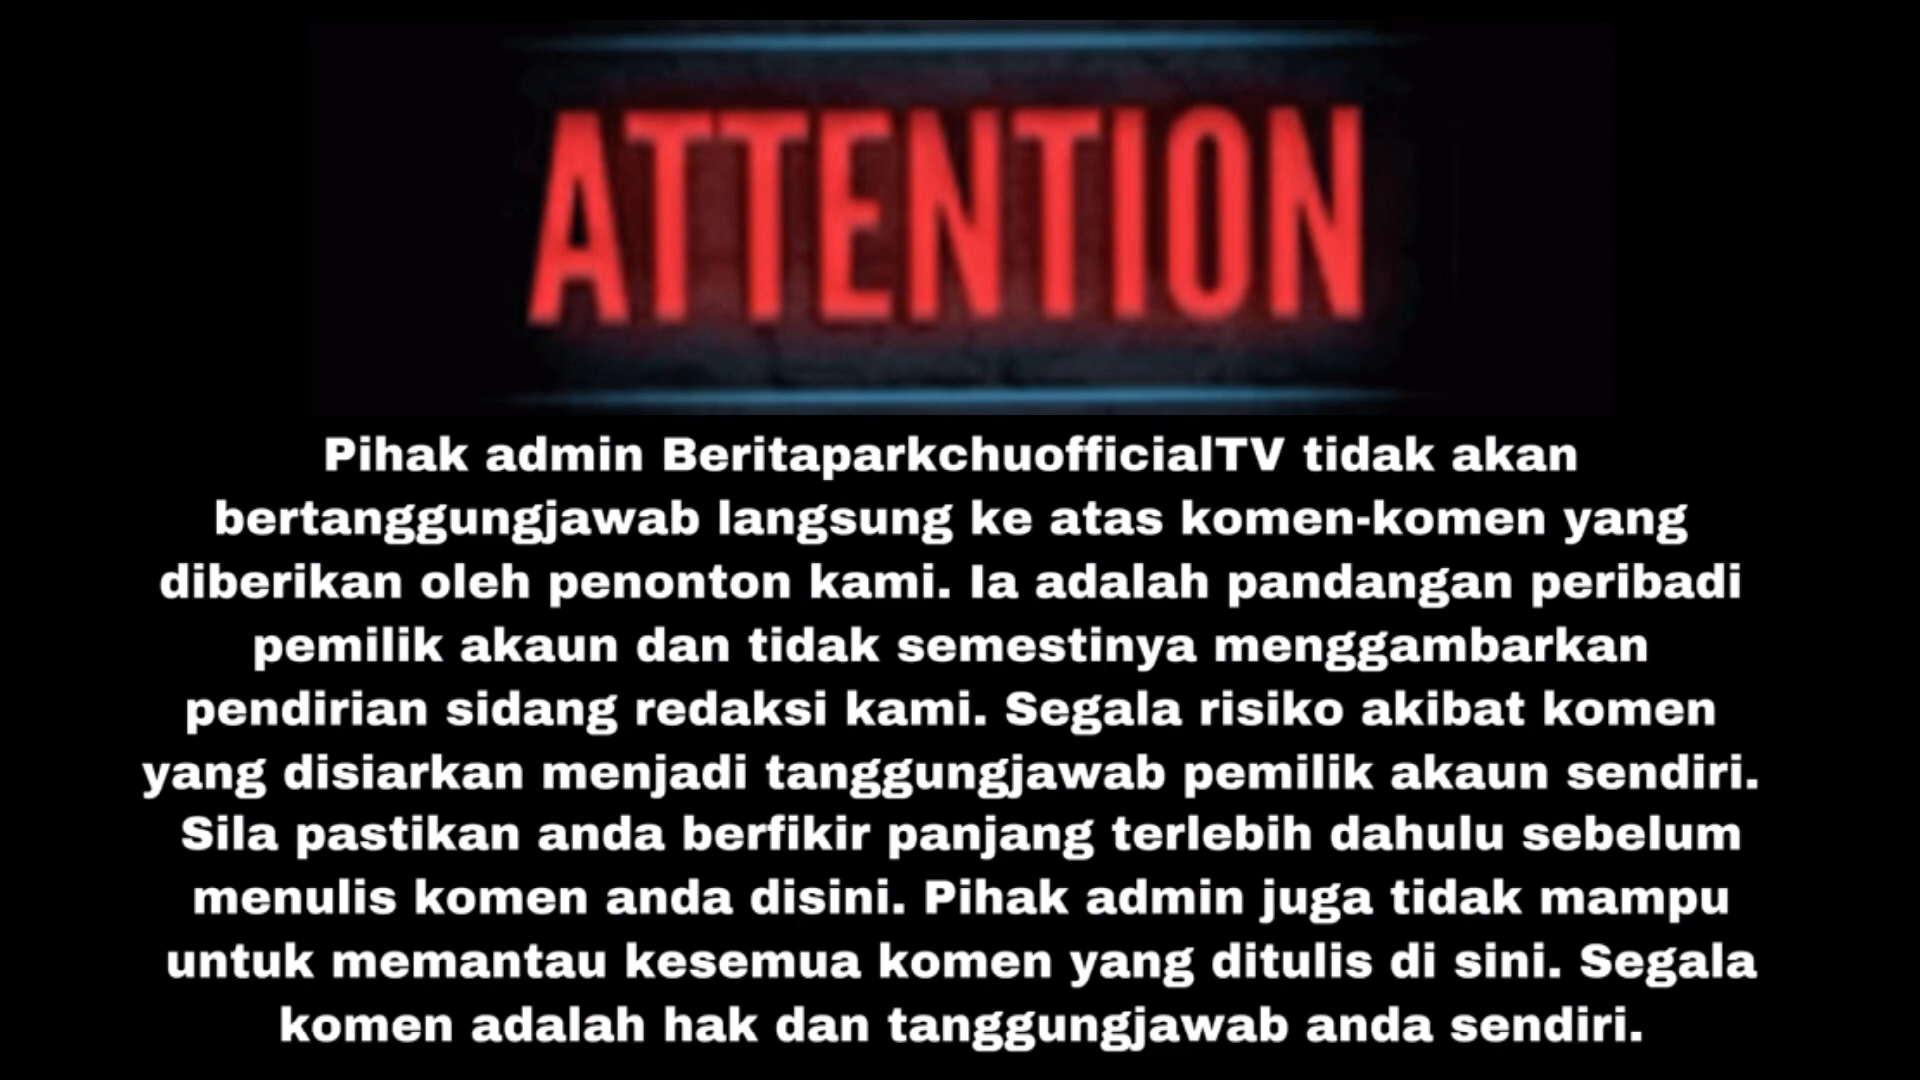 ATTENTION
Pihak admin BeritaparkchuofficialTV tidak akan
bertanggungjawab langsung ke atas komen-komen yang
diberikan oleh penonton kami. Ia adalah pandangan peribadi
pemilik akaun dan tidak semestinya menggambarkan
pendirian sidang redaksi kami. Segala risiko akibat komen
yang disiarkan menjadi tanggungjawab pemilik akaun sendiri.
Sila pastikan anda berfikir panjang terlebih dahulu sebelum
menulis komen anda disini. Pihak admin juga tidak mampu
untuk memantau kesemua komen yang ditulis di sini. Segala
komen adalah hak dan tanggungjawab anda sendiri.